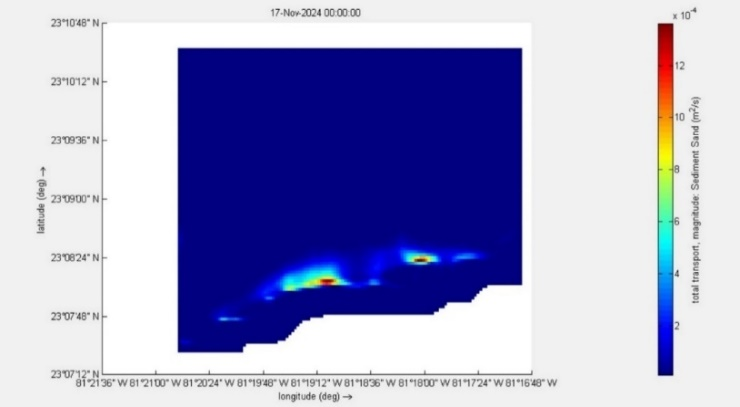 17-Nov-2024 00:00:00
x 10⁻⁴
23°10'48" N
23°10'12" N
23°09'36" N
23°09'00" N
23°08'24" N
23°07'48" N
23°07'12" N
latitude (deg) →
81°21'36" W 81°21'00" W 81°20'24" W 81°19'48" W 81°19'12" W 81°18'36" W 81°18'00" W 81°17'24" W 81°16'48" W
longitude (deg) →
12
10
8
6
4
2
total transport, magnitude: Sediment Sand (m²/s)